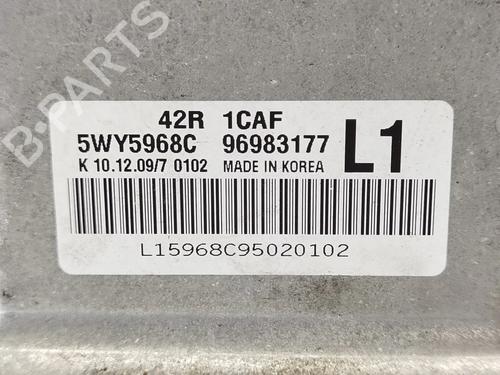 42R 1CAF
5WY5968C 96983177 L1
K 10.12.09/7 0102 MADE IN KOREA
L15968C95020102
B-PARTS